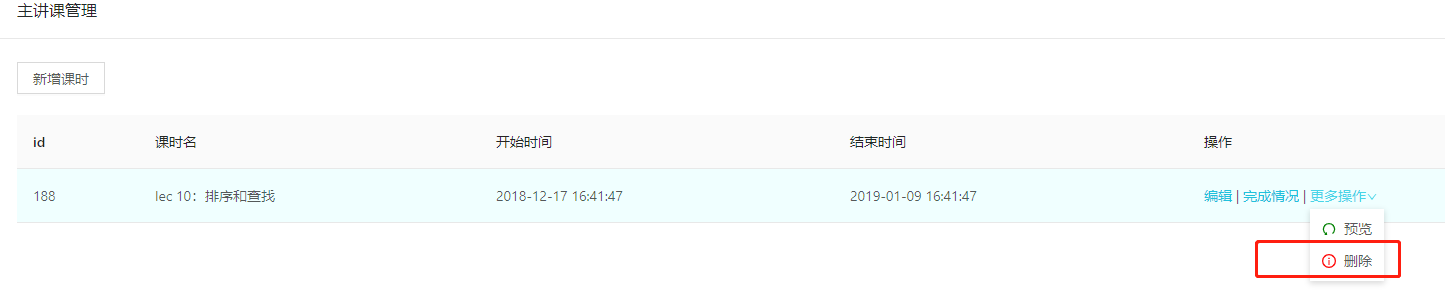 主讲课管理
新增课时
id 课时名 开始时间 结束时间 操作
188 lec 10：排序和查找 2018-12-17 16:41:47 2019-01-09 16:41:47 编辑 | 完成情况 | 更多操作
预览
删除